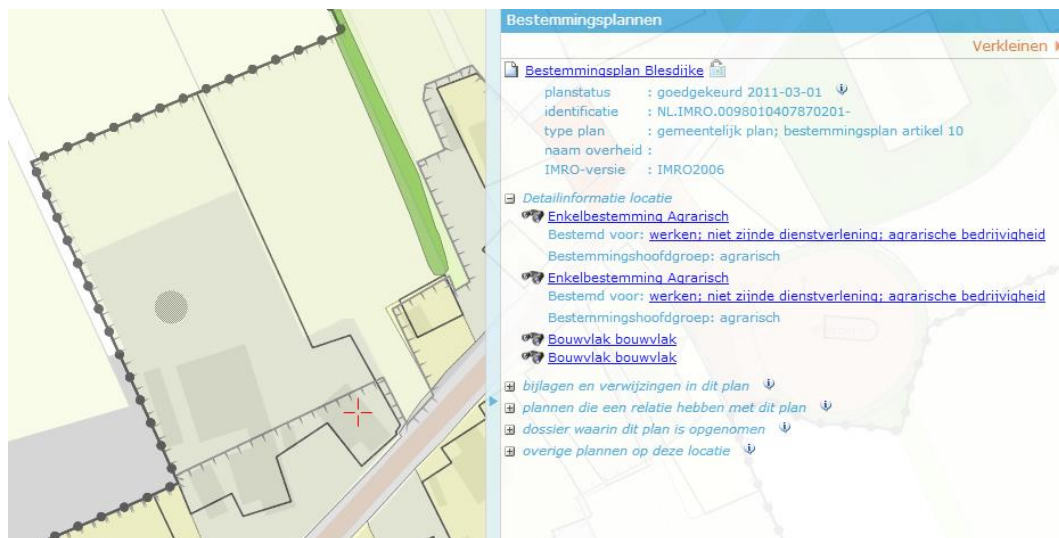 Bestemmingsplannen
Verkleinen
Bestemmingsplan Blesdijke
planstatus : goedgekeurd 2011-03-01
identificatie : NL.IMRO.0098010407870201-
type plan : gemeentelijk plan; bestemmingsplan artikel 10
naam overheid :
IMRO-versie : IMRO2006
Detailinformatie locatie
Enkelbestemming Agrarisch
Bestemd voor: werken; niet zijnde dienstverlening; agrarische bedrijvigheid
Bestemmingshoofdgroep: agrarisch
Enkelbestemming Agrarisch
Bestemd voor: werken; niet zijnde dienstverlening; agrarische bedrijvigheid
Bestemmingshoofdgroep: agrarisch
Bouwvlak bouwvlak
Bouwvlak bouwvlak
bijlagen en verwijzingen in dit plan
plannen die een relatie hebben met dit plan
dossier waarin dit plan is opgenomen
overige plannen op deze locatie